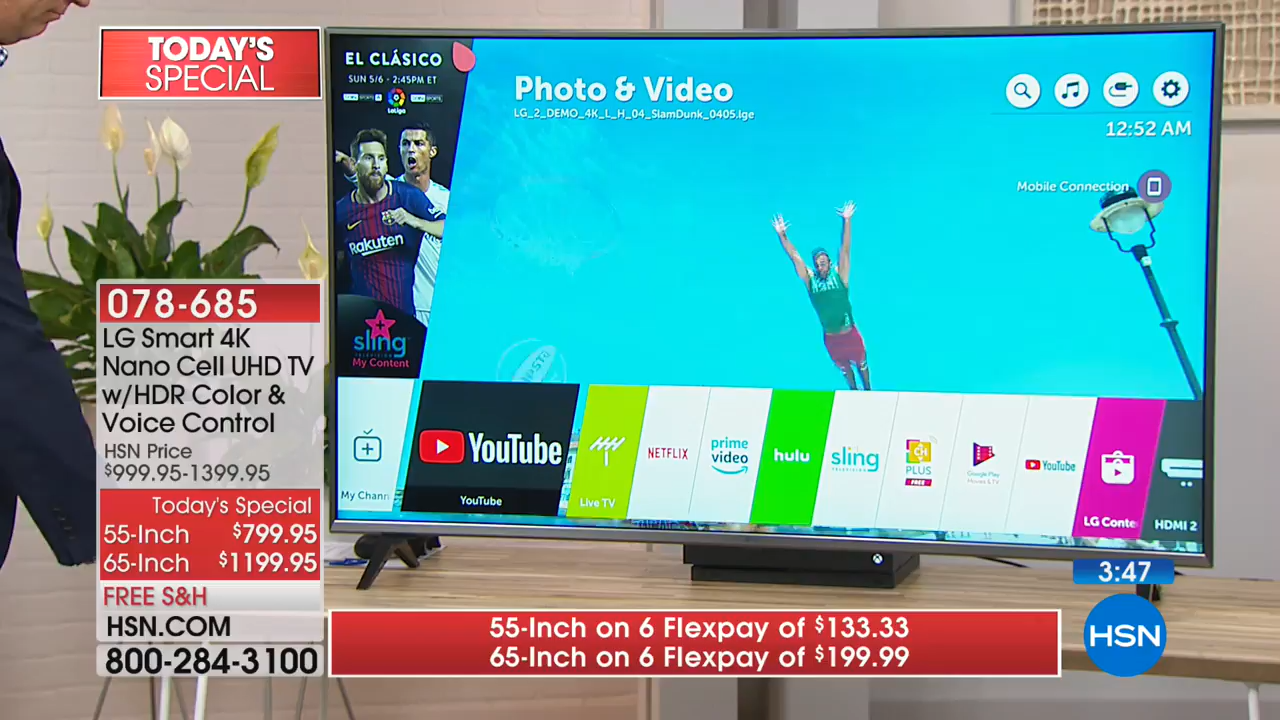 TODAY'S
SPECIAL
078-685
LG Smart 4K
Nano Cell UHD TV
w/HDR Color &
Voice Control
HSN Price
$999.95-1399.95
Today's Special
55-Inch $799.95
65-Inch $1199.95
FREE S&H
HSN.COM
800-284-3100
EL CLÁSICO
SUN 5/6 - 2:45PM ET
LaLiga
Rakuten
sling
TELEVISION
My Content
Photo & Video
LG_2_DEMO_4K_L_H_04_SlamDunk_0405.lge
12:52 AM
Mobile Connection
My Chann
YouTube
YouTube
Live TV
NETFLIX
prime
video
hulu
sling
TELEVISION
CH
PLUS
FREE
Google Play
Movies & TV
YouTube
LG Conte
HDMI 2
3:47
HSN
55-Inch on 6 Flexpay of $133.33
65-Inch on 6 Flexpay of $199.99